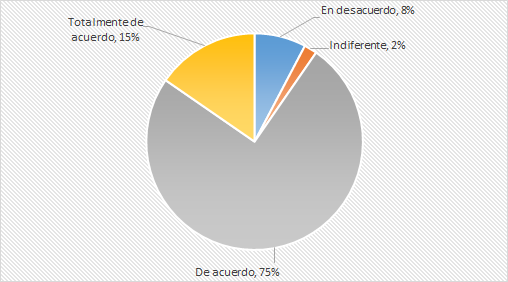 En desacuerdo, 8%
Totalmente de
acuerdo, 15%
Indiferente, 2%
De acuerdo, 75%